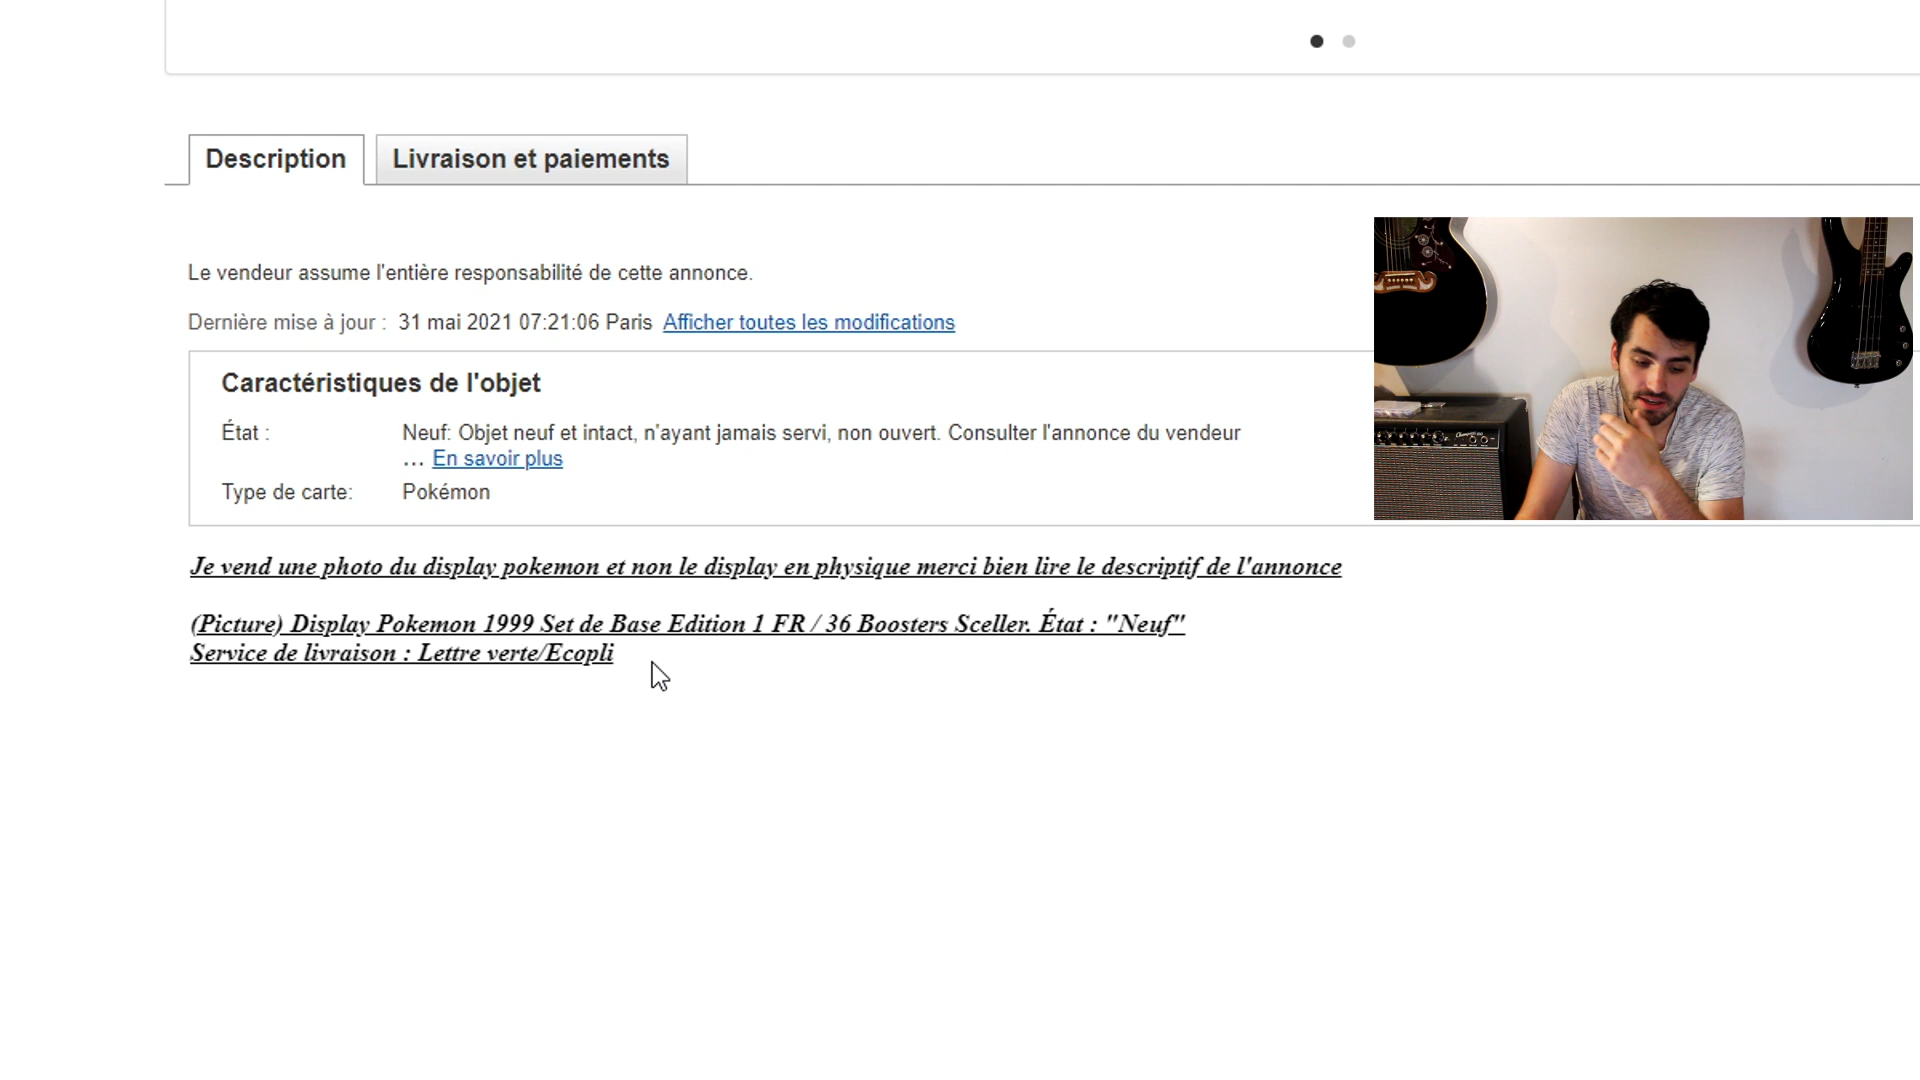 Description
Livraison et paiements
Le vendeur assume l'entière responsabilité de cette annonce.
Dernière mise à jour : 31 mai 2021 07:21:06 Paris Afficher toutes les modifications
Caractéristiques de l'objet
État : Neuf: Objet neuf et intact, n'ayant jamais servi, non ouvert. Consulter l'annonce du vendeur
... En savoir plus
Type de carte: Pokémon
Je vend une photo du display pokemon et non le display en physique merci bien lire le descriptif de l'annonce
(Picture) Display Pokemon 1999 Set de Base Edition 1 FR / 36 Boosters Sceller. État : "Neuf"
Service de livraison : Lettre verte/Ecopli